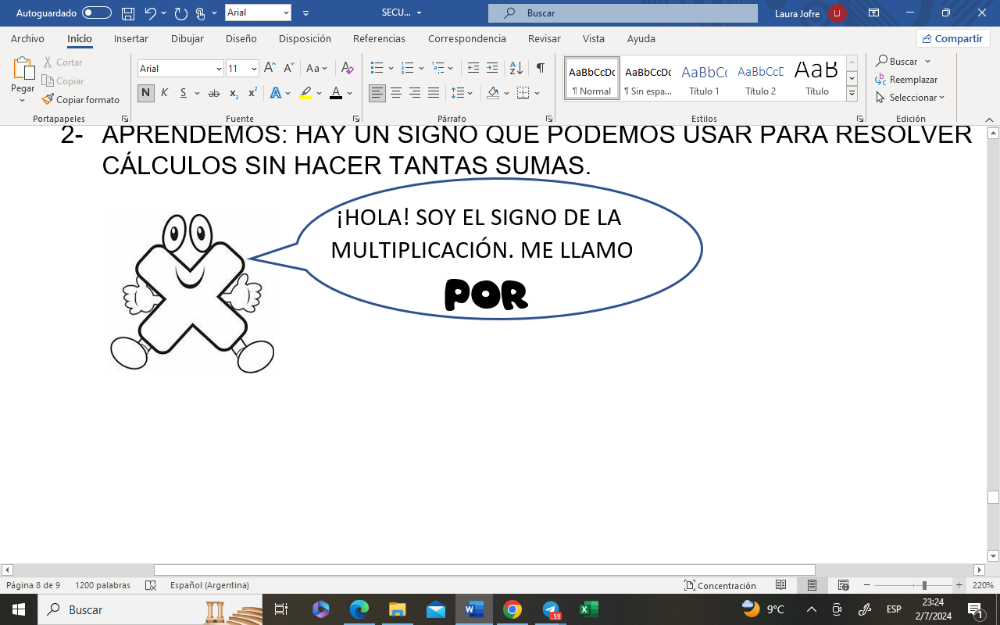 Autoguardado
Arial
SECU...
Buscar
Laura Jofre
LJ
Archivo Inicio Insertar Dibujar Diseño Disposición Referencias Correspondencia Revisar Vista Ayuda
Compartir
Pegar
Cortar
Copiar
Copiar formato
Portapapeles
Arial
11
Aa
N K S ab x₂ x²
A A
Fuente
Párrafo
AaBbCcDc
¶ Normal
AaBbCcDc
¶ Sin espa...
AaBbCc
Título 1
AaBbCcD
Título 2
AaB
Título
Estilos
Buscar
Reemplazar
Seleccionar
Edición
2- APRENDEMOS: HAY UN SIGNO QUE PODEMOS USAR PARA RESOLVER
CÁLCULOS SIN HACER TANTAS SUMAS.
¡HOLA! SOY EL SIGNO DE LA
MULTIPLICACIÓN. ME LLAMO
POR
Página 8 de 9
1200 palabras
Español (Argentina)
Concentración
220%
Buscar
9°C
ESP
23:24
2/7/2024
1